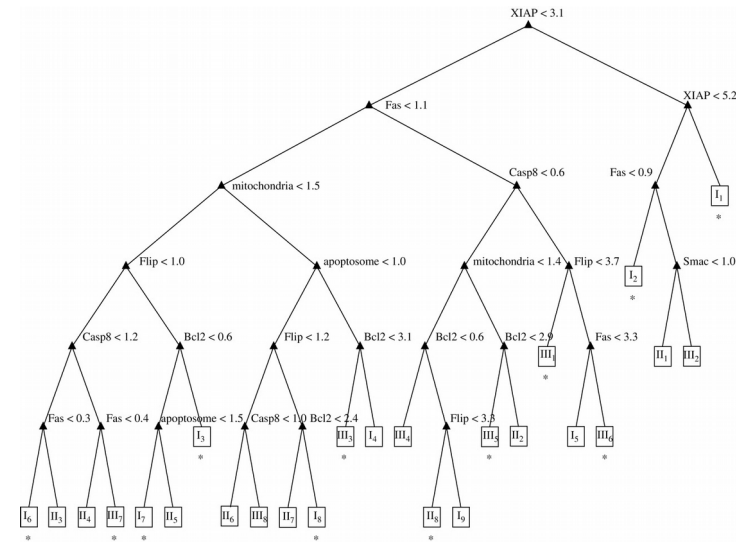 XIAP < 3.1
Fas < 1.1
XIAP < 5.2
mitochondria < 1.5
Casp8 < 0.6
Fas < 0.9
I₁
*
Flip < 1.0
apoptosome < 1.0
mitochondria < 1.4
Flip < 3.7
I₂
*
Smac < 1.0
Casp8 < 1.2
Bcl2 < 0.6
Flip < 1.2
Bcl2 < 3.1
Bcl2 < 0.6
Bcl2 < 2.9
III₁
*
Fas < 3.3
II₁
III₂
Fas < 0.3
Fas < 0.4
apoptosome < 1.5
I₃
*
Casp8 < 1.0
Bcl2 < 2.4
III₃
*
I₄
III₄
Flip < 3.3
III₅
*
II₂
I₅
III₆
*
I₆
*
II₃
II₄
III₇
*
I₇
*
II₅
II₆
III₈
II₇
I₈
*
II₈
*
I₉